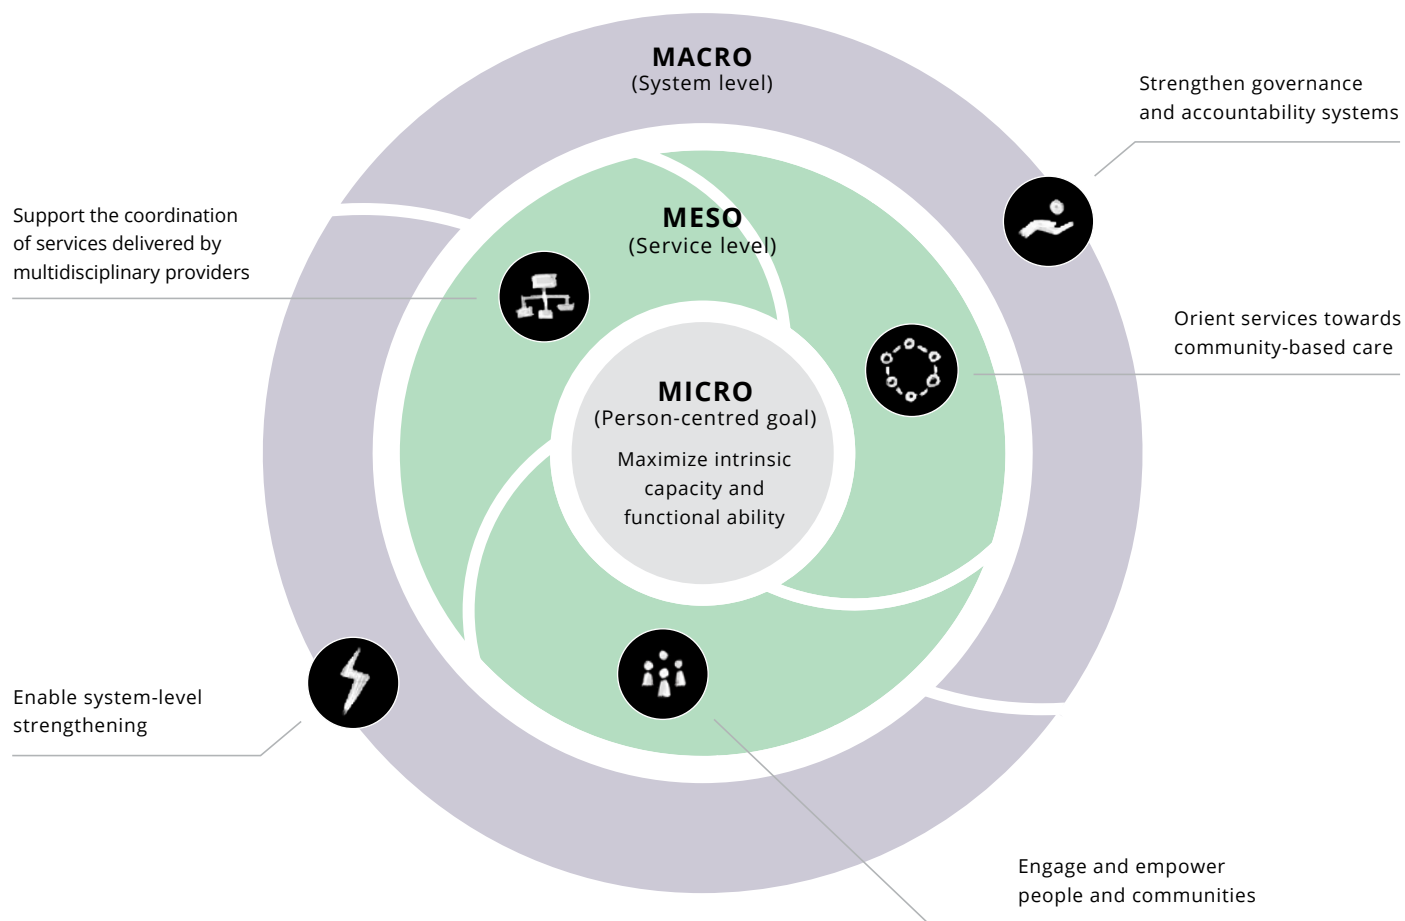 MACRO
(System level)
Strengthen governance
and accountability systems
Support the coordination
of services delivered by
multidisciplinary providers
MESO
(Service level)
Orient services towards
community-based care
MICRO
(Person-centred goal)
Maximize intrinsic
capacity and
functional ability
Enable system-level
strengthening
Engage and empower
people and communities